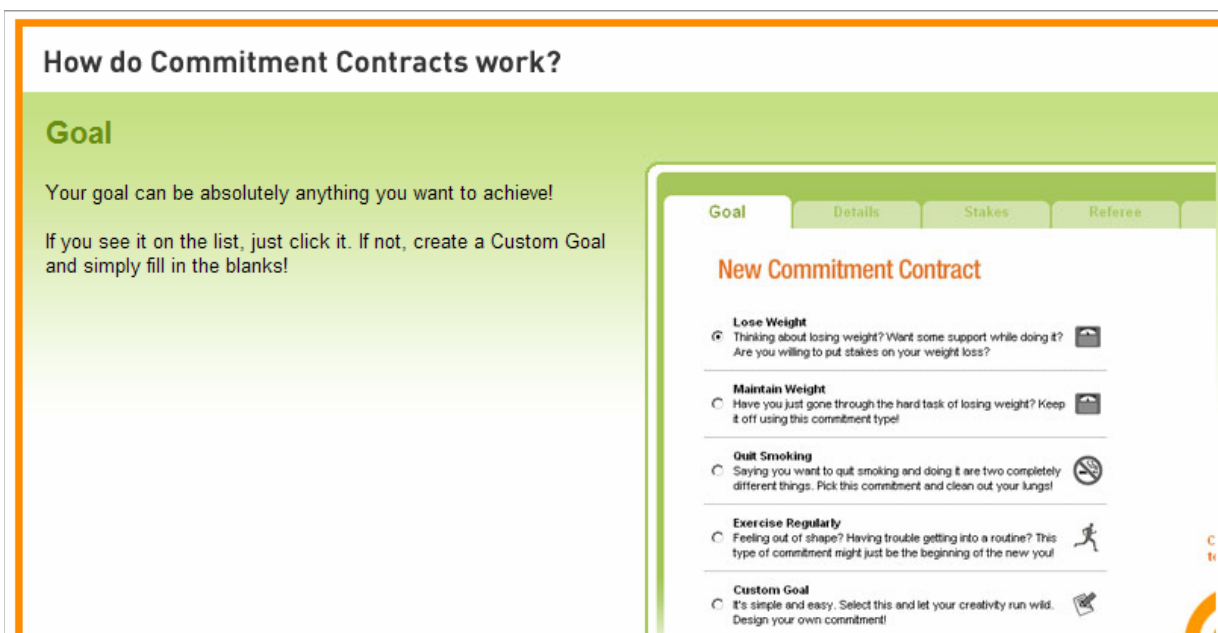 How do Commitment Contracts work?
Goal
Your goal can be absolutely anything you want to achieve!
If you see it on the list, just click it. If not, create a Custom Goal
and simply fill in the blanks!
Goal Details Stakes Referee
New Commitment Contract
Lose Weight
Thinking about losing weight? Want some support while doing it?
Are you willing to put stakes on your weight loss?
Maintain Weight
Have you just gone through the hard task of losing weight? Keep
it off using this commitment type!
Quit Smoking
Saying you want to quit smoking and doing it are two completely
different things. Pick this commitment and clean out your lungs!
Exercise Regularly
Feeling out of shape? Having trouble getting into a routine? This
type of commitment might just be the beginning of the new you!
Custom Goal
It's simple and easy. Select this and let your creativity run wild.
Design your own commitment!